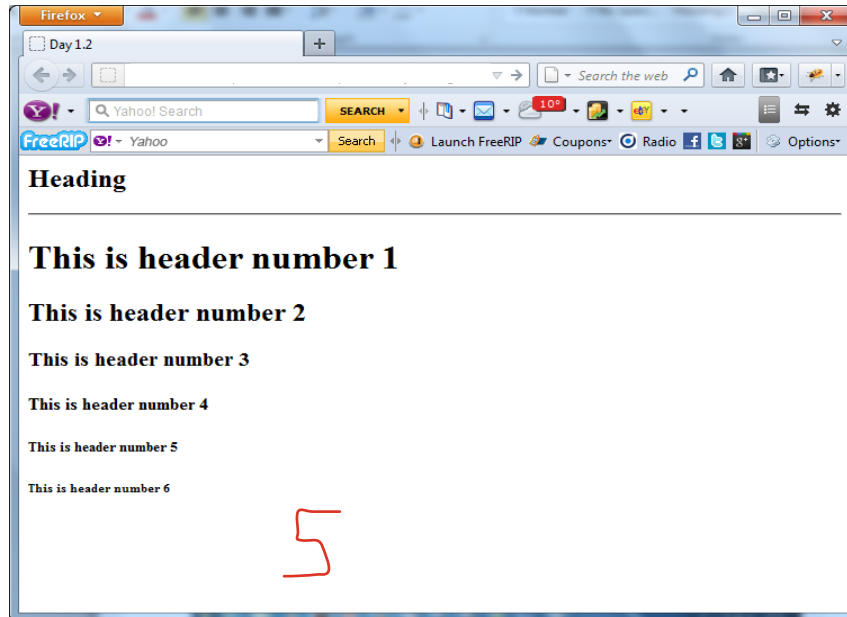 Firefox
Day 1.2
Search the web
Y! Yahoo! Search SEARCH 10° ebY
FreeRIP Y! Yahoo Search Launch FreeRIP Coupons Radio f g+ Options
Heading
This is header number 1
This is header number 2
This is header number 3
This is header number 4
This is header number 5
This is header number 6
5